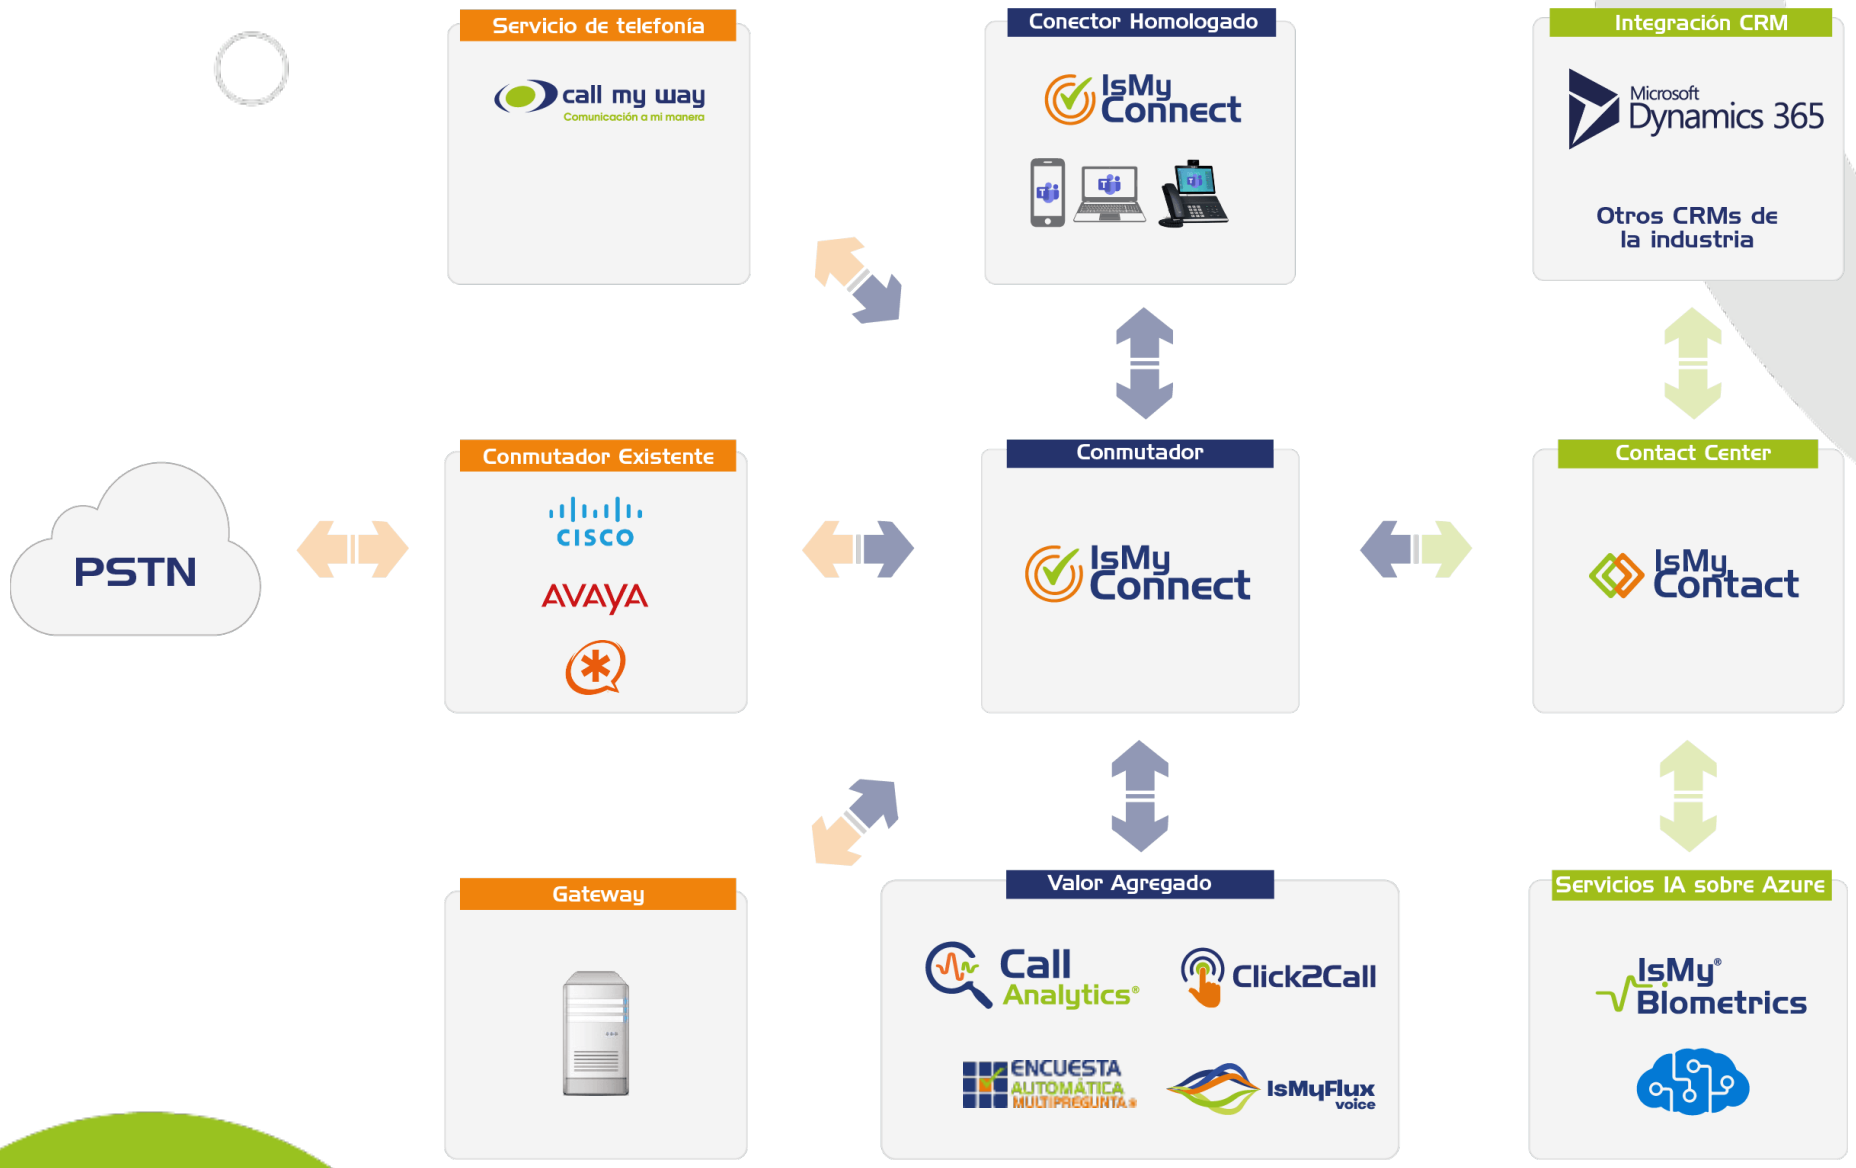 Servicio de telefonía
call my way
Comunicación a mi manera
Conector Homologado
IsMy
Connect
Integración CRM
Microsoft
Dynamics 365
Otros CRMs de
la industria
PSTN
Conmutador Existente
CISCO
AVAYA
Conmutador
IsMy
Connect
Contact Center
IsMy
Contact
Gateway
Valor Agregado
Call
Analytics®
Click2Call
ENCUESTA
AUTOMÁTICA
MULTIPREGUNTA®
IsMyFlux
voice
Servicios IA sobre Azure
IsMy®
Biometrics